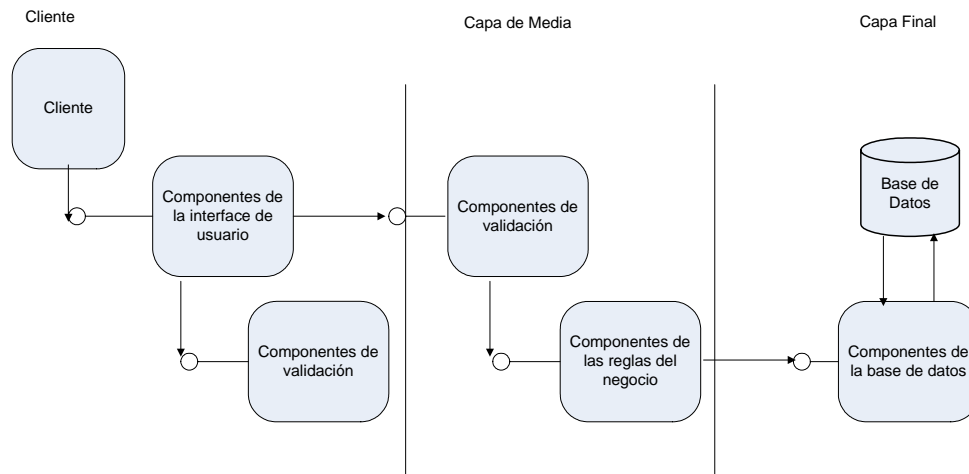 Cliente
Capa de Media
Capa Final
Cliente
Componentes de
la interface de
usuario
Componentes de
validación
Componentes de
validación
Componentes de
las reglas del
negocio
Base de
Datos
Componentes de
la base de datos